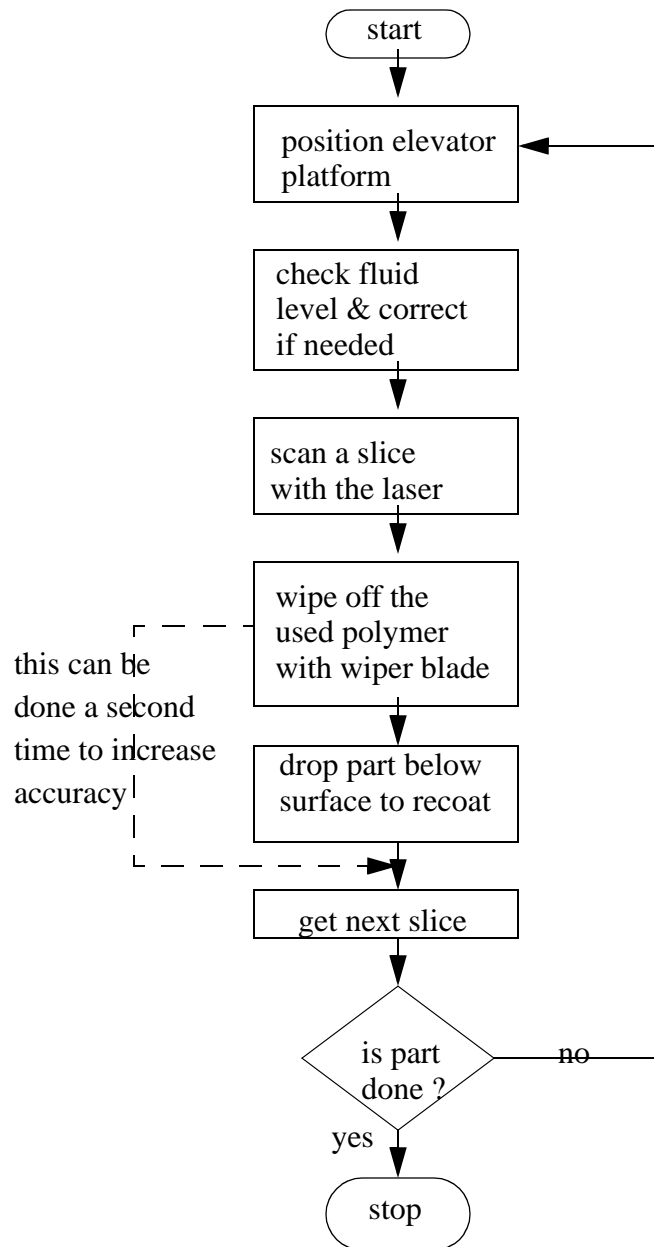 start
position elevator
platform
check fluid
level & correct
if needed
scan a slice
with the laser
wipe off the
used polymer
with wiper blade
this can be
done a second
time to increase
accuracy
drop part below
surface to recoat
get next slice
is part
done ?
no
yes
stop